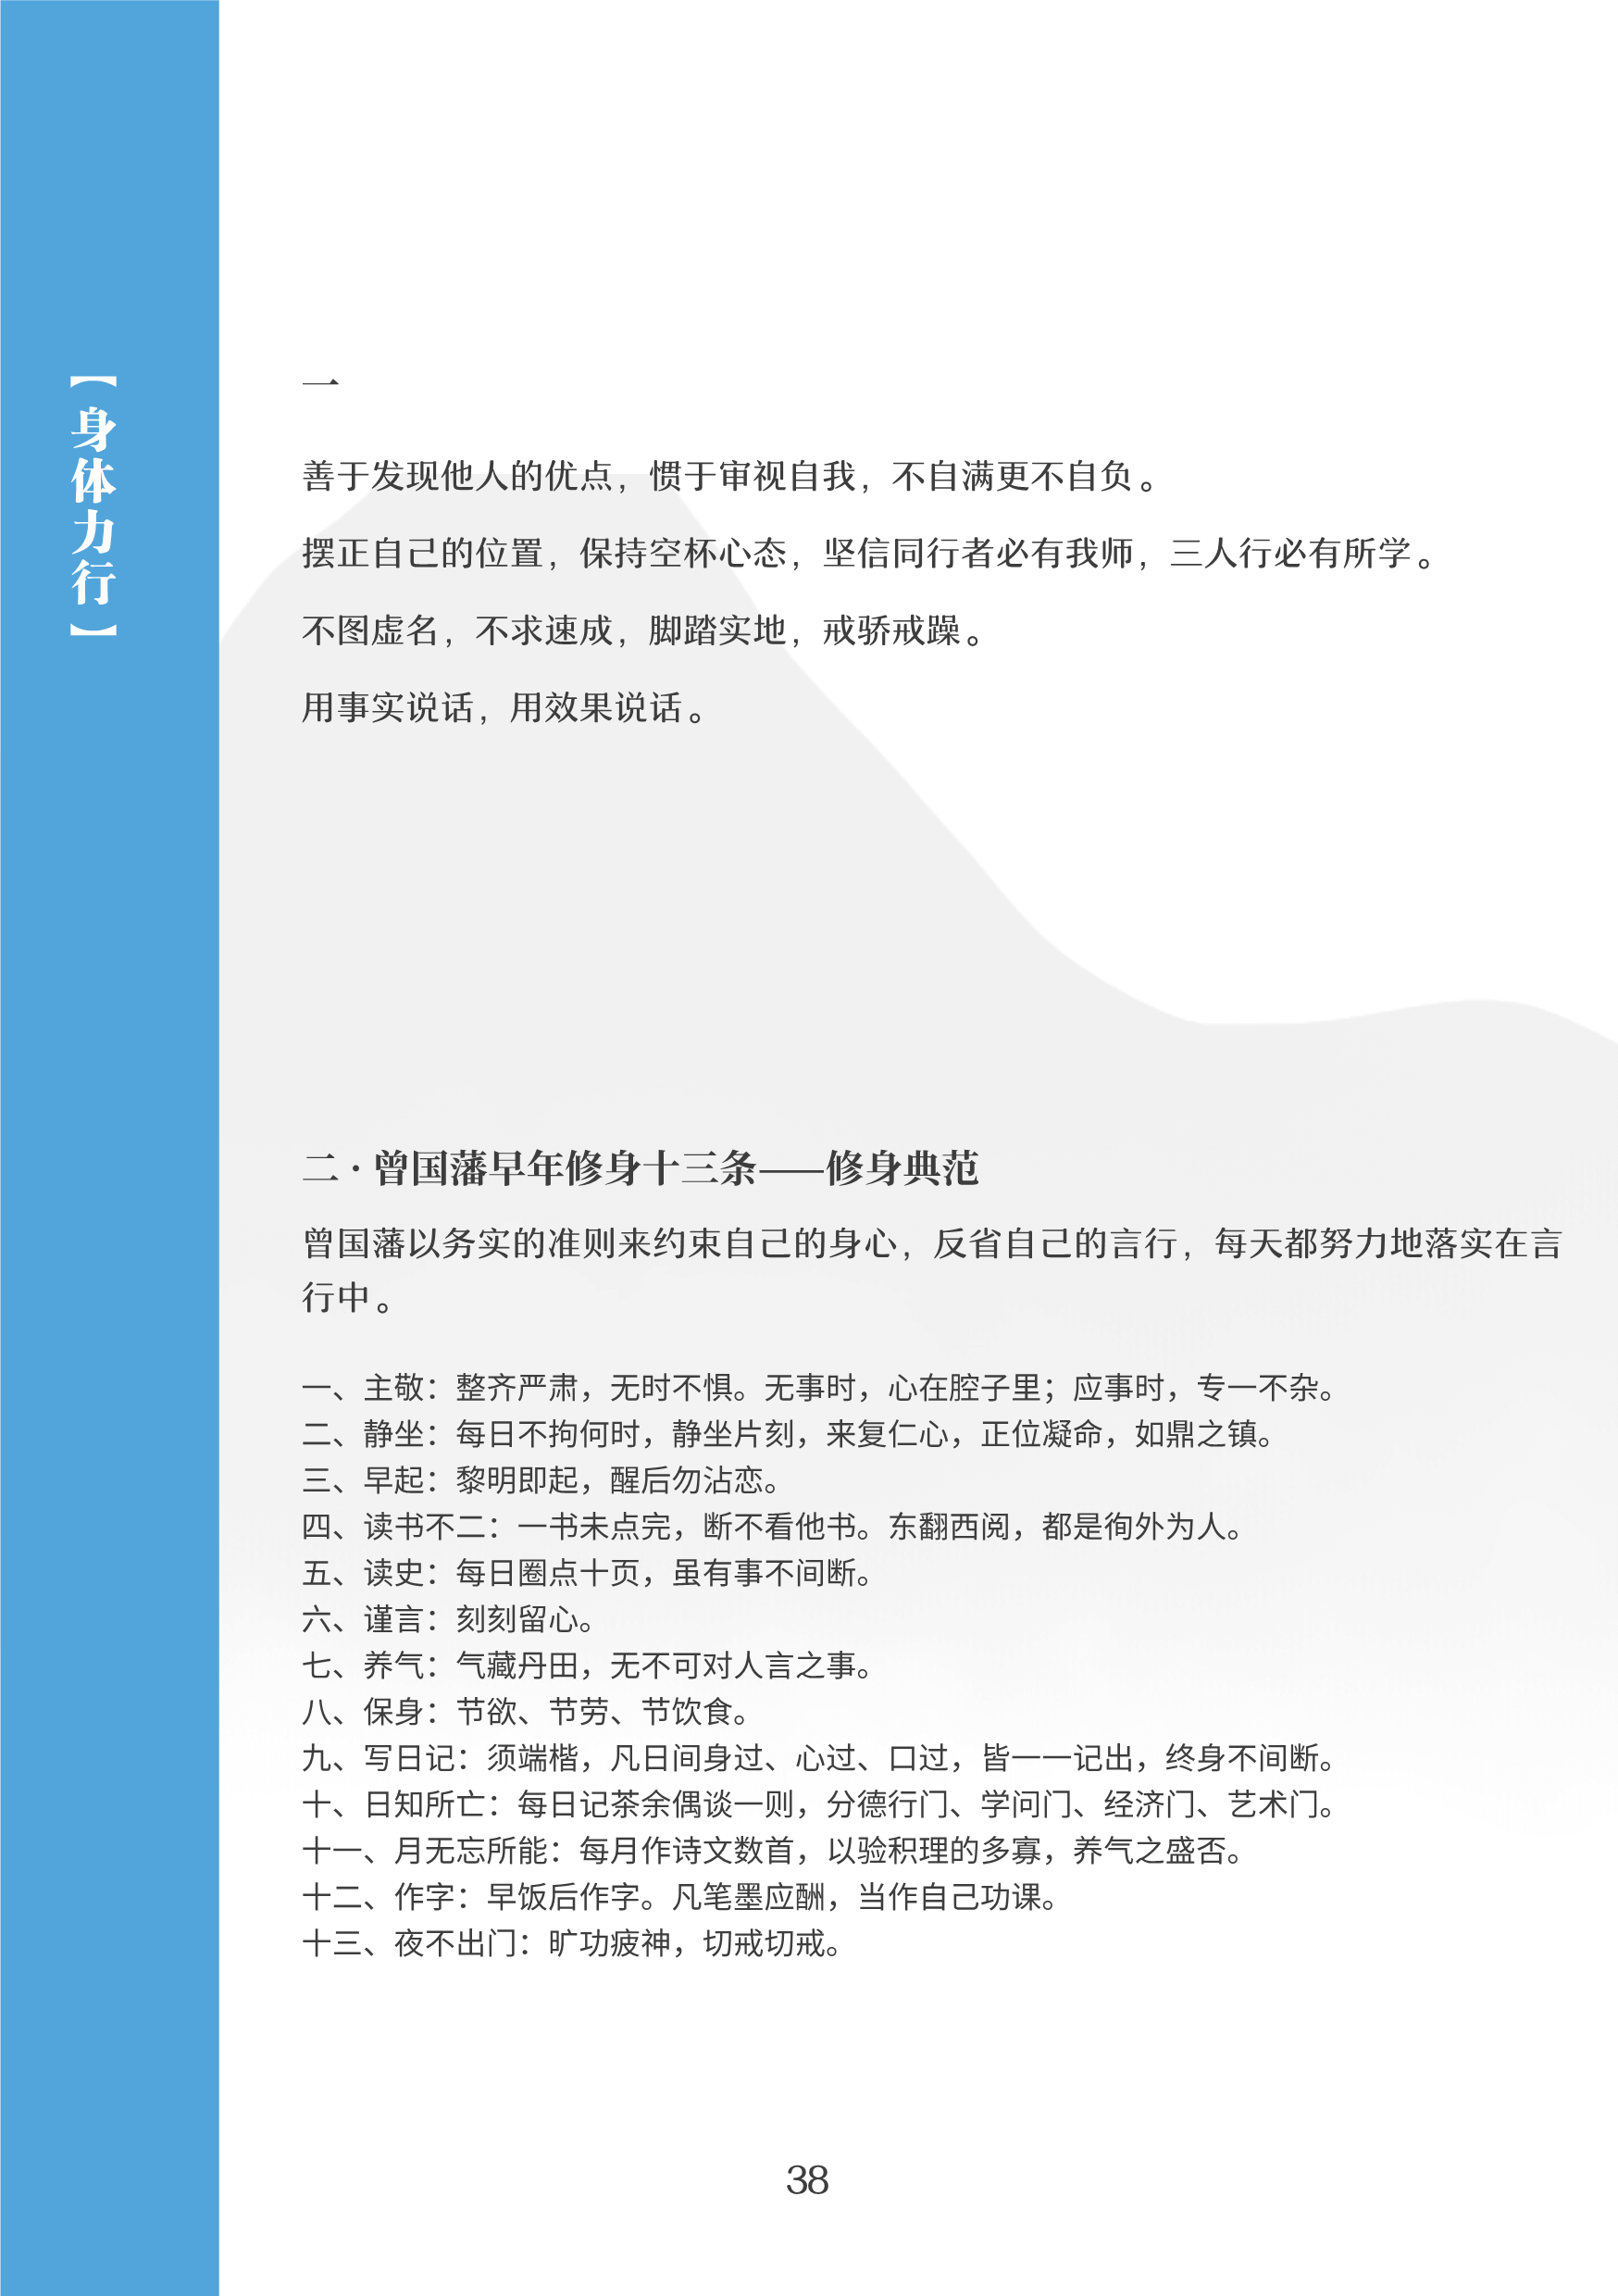 【身体力行】
一
善于发现他人的优点，惯于审视自我，不自满更不自负。
摆正自己的位置，保持空杯心态，坚信同行者必有我师，三人行必有所学。
不图虚名，不求速成，脚踏实地，戒骄戒躁。
用事实说话，用效果说话。
二·曾国藩早年修身十三条——修身典范
曾国藩以务实的准则来约束自己的身心，反省自己的言行，每天都努力地落实在言
行中。
一、主敬：整齐严肃，无时不惧。无事时，心在腔子里；应事时，专一不杂。
二、静坐：每日不拘何时，静坐片刻，来复仁心，正位凝命，如鼎之镇。
三、早起：黎明即起，醒后勿沾恋。
四、读书不二：一书未点完，断不看他书。东翻西阅，都是徇外为人。
五、读史：每日圈点十页，虽有事不间断。
六、谨言：刻刻留心。
七、养气：气藏丹田，无不可对人言之事。
八、保身：节欲、节劳、节饮食。
九、写日记：须端楷，凡日间身过、心过、口过，皆一一记出，终身不间断。
十、日知所亡：每日记茶余偶谈一则，分德行门、学问门、经济门、艺术门。
十一、月无忘所能：每月作诗文数首，以验积理的多寡，养气之盛否。
十二、作字：早饭后作字。凡笔墨应酬，当作自己功课。
十三、夜不出门：旷功疲神，切戒切戒。
38